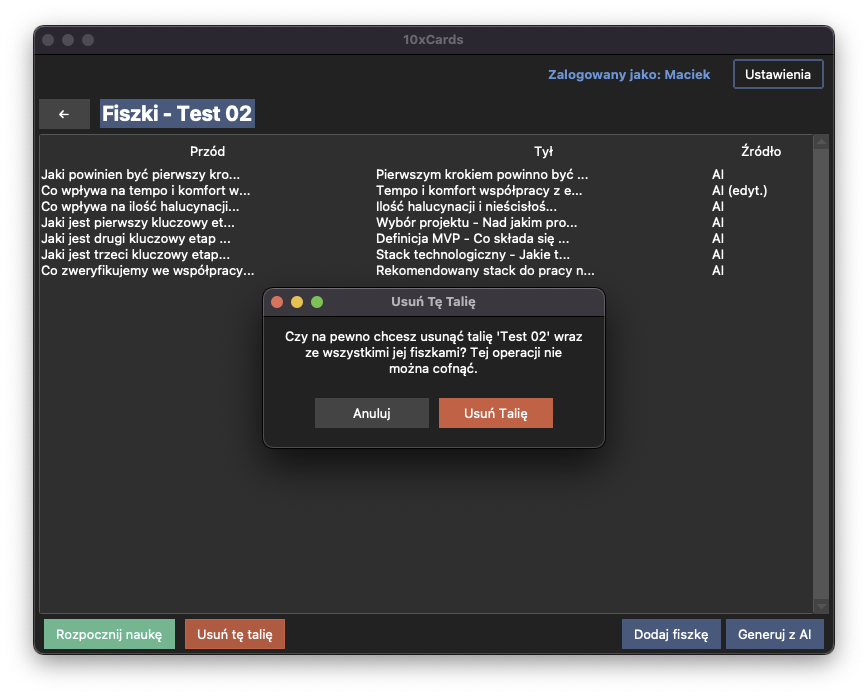 10xCards
Zalogowany jako: Maciek Ustawienia
← Fiszki - Test 02
Przód Tył Źródło
Jaki powinien być pierwszy kro... Pierwszym krokiem powinno być ... AI
Co wpływa na tempo i komfort w... Tempo i komfort współpracy z e... AI (edyt.)
Co wpływa na ilość halucynacji... Ilość halucynacji i nieścisłoś... AI
Jaki jest pierwszy kluczowy et... Wybór projektu - Nad jakim pro... AI
Jaki jest drugi kluczowy etap ... Definicja MVP - Co składa się ... AI
Jaki jest trzeci kluczowy etap... Stack technologiczny - Jakie t... AI
Co zweryfikujemy we współpracy... Rekomendowany stack do pracy n... AI
Usuń Tę Talię
Czy na pewno chcesz usunąć talię 'Test 02' wraz
ze wszystkimi jej fiszkami? Tej operacji nie
można cofnąć.
Anuluj Usuń Talię
Rozpocznij naukę Usuń tę talię Dodaj fiszkę Generuj z AI